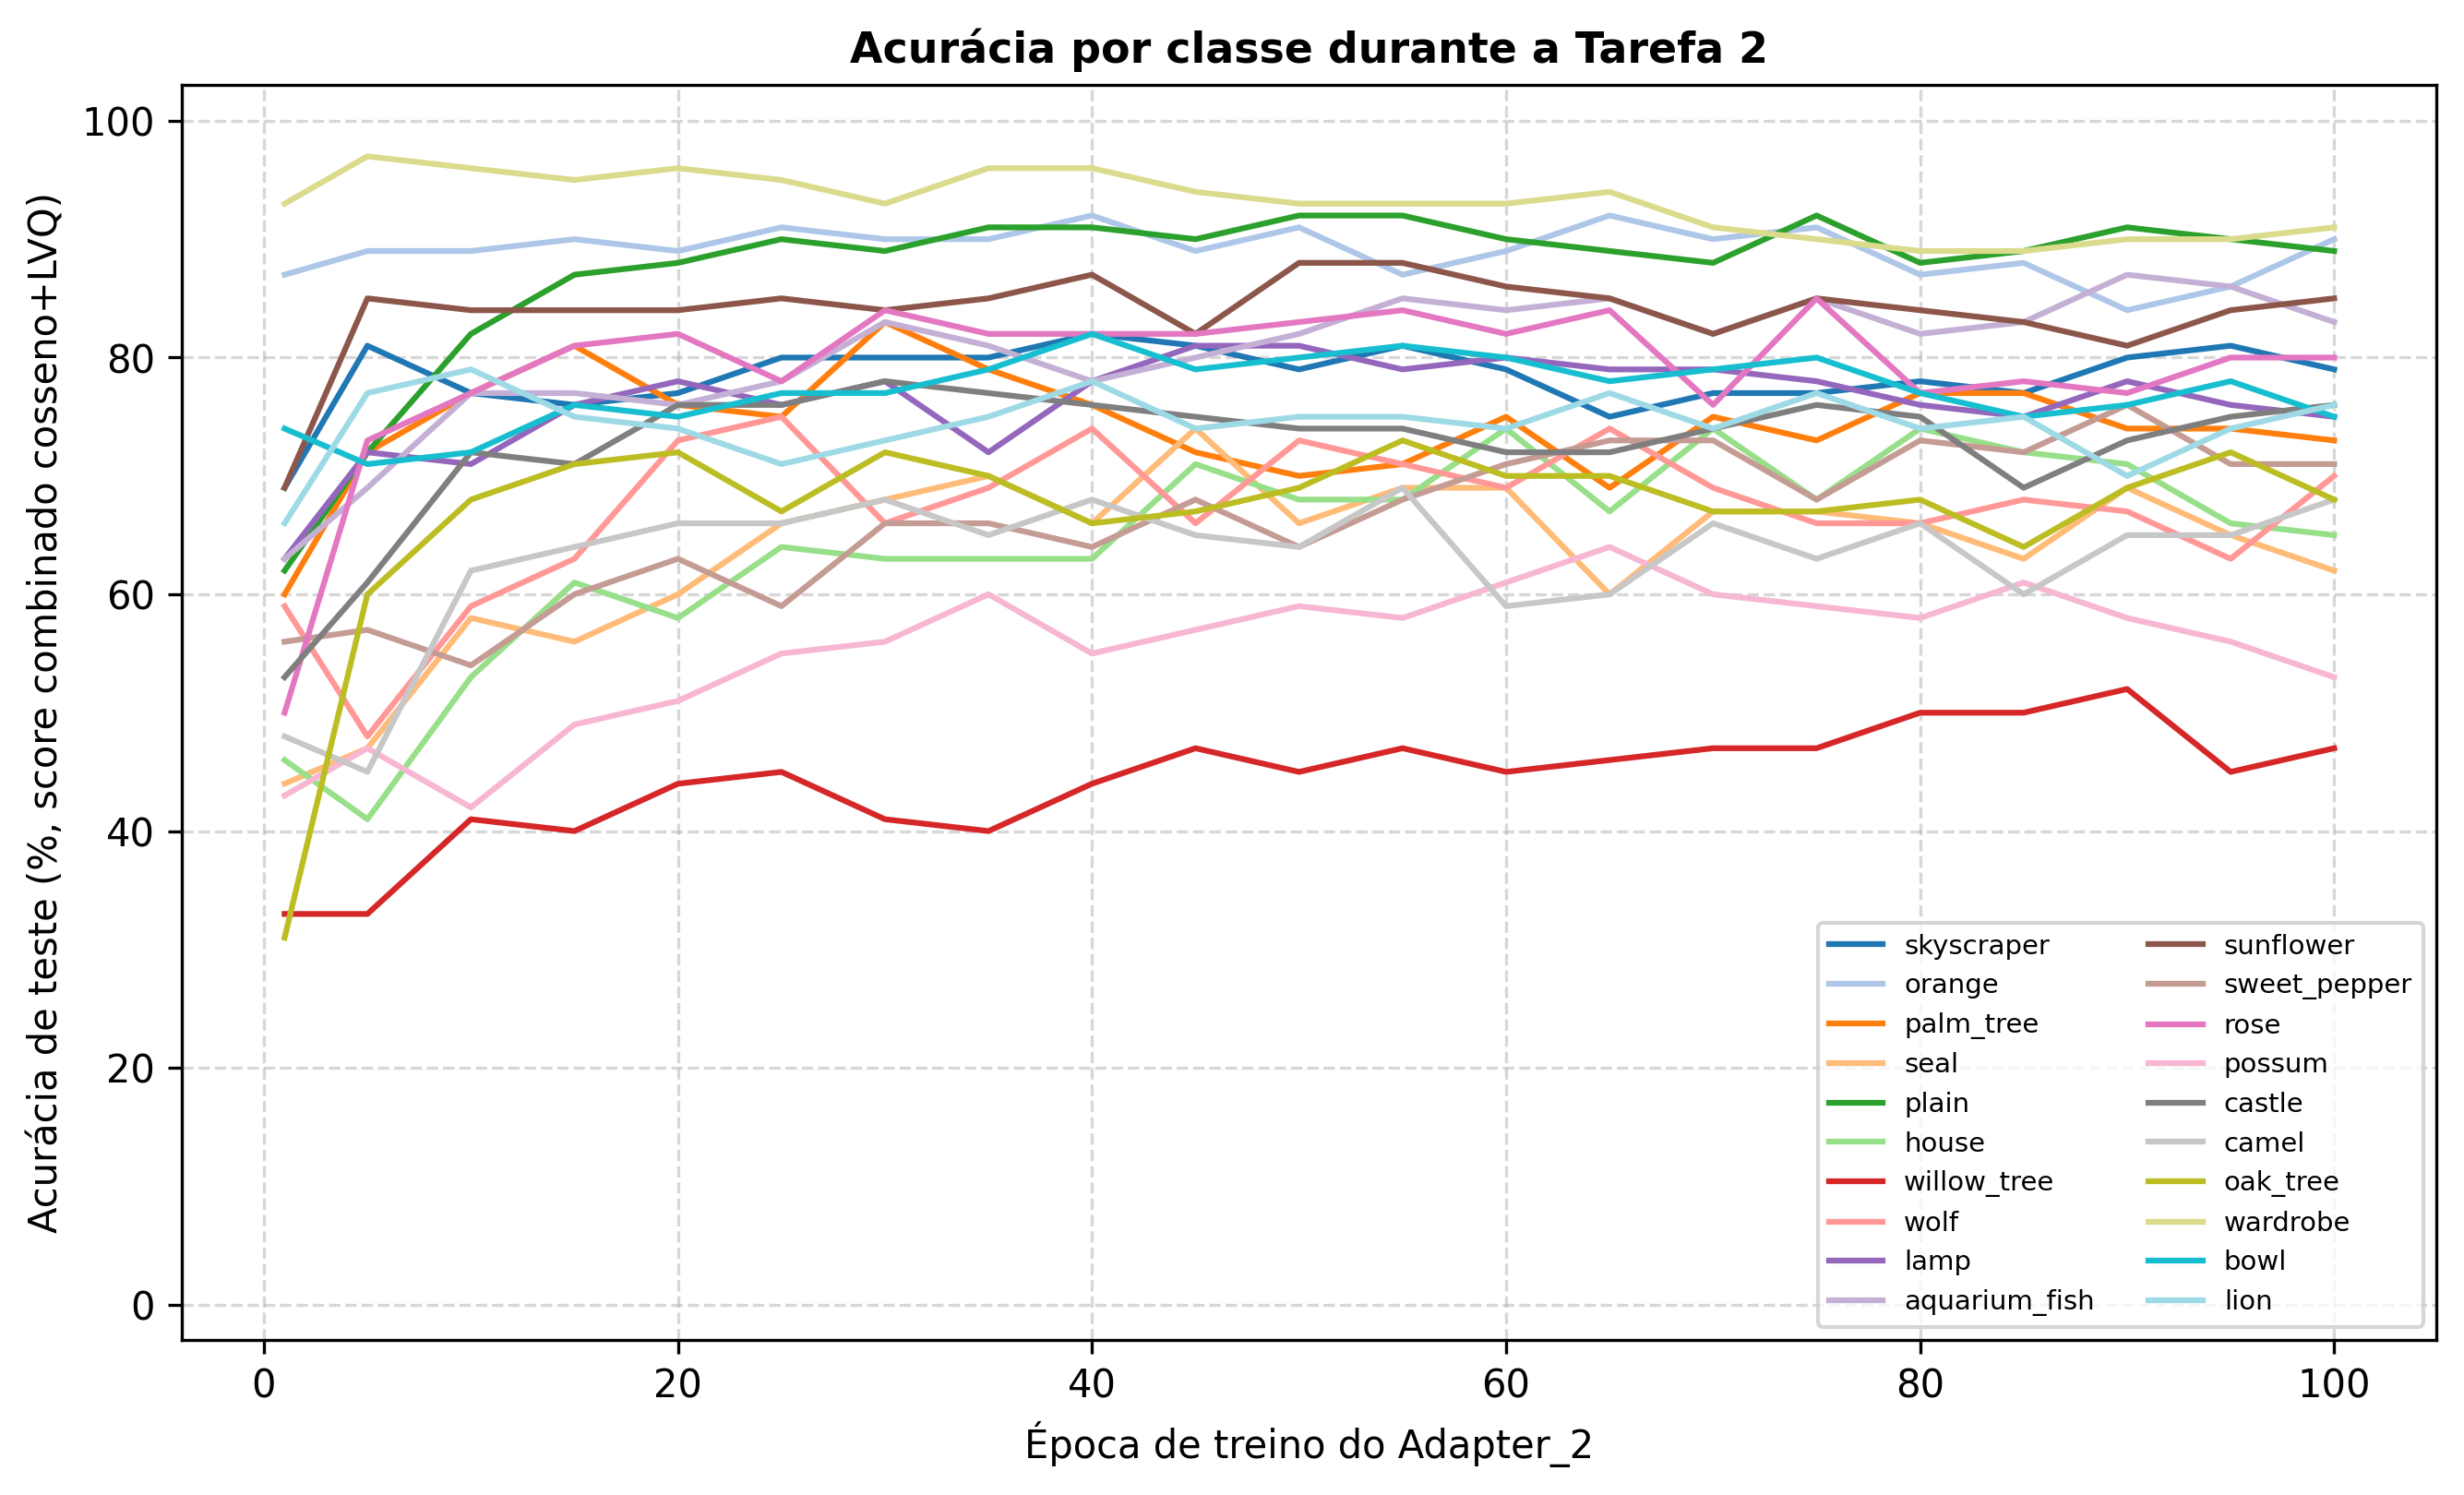 Acurácia por classe durante a Tarefa 2
Acurácia de teste (%, score combinado cosseno+LVQ)
100
80
60
40
20
0
0
20
40
60
80
100
Época de treino do Adapter_2
skyscraper
orange
palm_tree
seal
plain
house
willow_tree
wolf
lamp
aquarium_fish
sunflower
sweet_pepper
rose
possum
castle
camel
oak_tree
wardrobe
bowl
lion